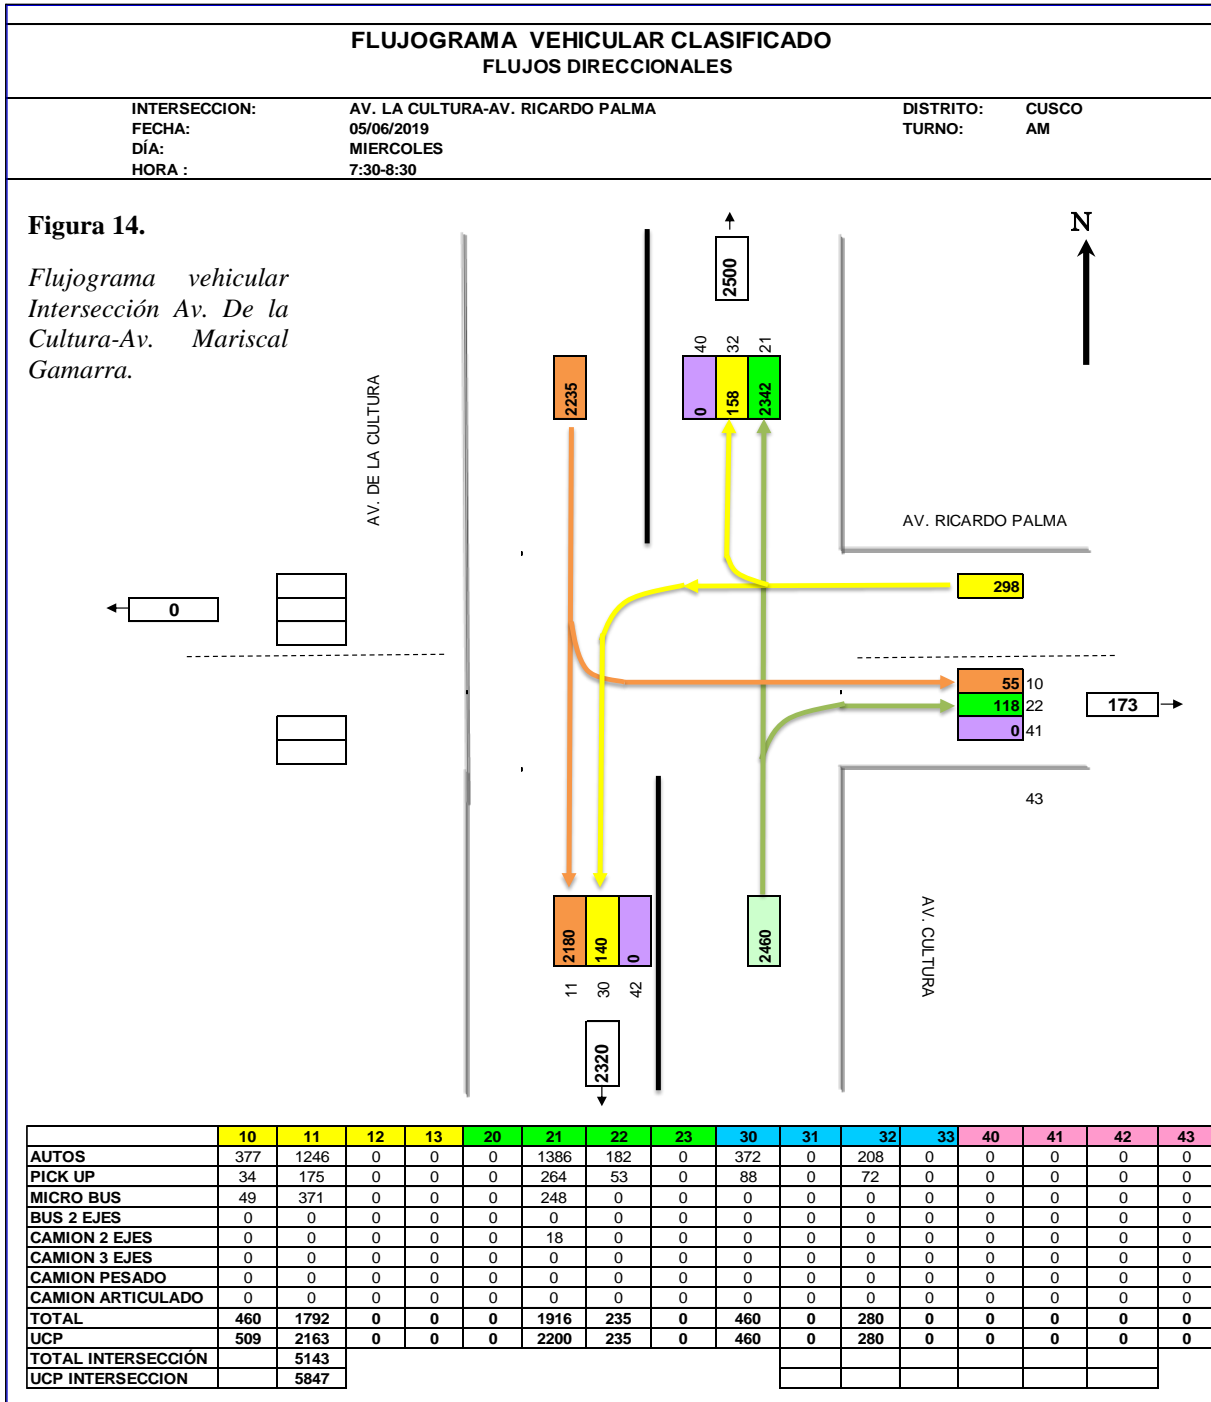 FLUJOGRAMA VEHICULAR CLASIFICADO
FLUJOS DIRECCIONALES
INTERSECCION: AV. LA CULTURA-AV. RICARDO PALMA DISTRITO: CUSCO
FECHA: 05/06/2019 TURNO: AM
DÍA: MIERCOLES
HORA : 7:30-8:30
Figura 14.
Flujograma vehicular
Intersección Av. De la
Cultura-Av. Mariscal
Gamarra.
N
2500
40 32 21
2235
0 158 2342
AV. DE LA CULTURA
AV. RICARDO PALMA
298
0
55 10
118 22
0 41
173
43
2180 140 0
2460
AV. CULTURA
11 30 42
2320
10 11 12 13 20 21 22 23 30 31 32 33 40 41 42 43
AUTOS 377 1246 0 0 0 1386 182 0 372 0 208 0 0 0 0 0
PICK UP 34 175 0 0 0 264 53 0 88 0 72 0 0 0 0 0
MICRO BUS 49 371 0 0 0 248 0 0 0 0 0 0 0 0 0 0
BUS 2 EJES 0 0 0 0 0 0 0 0 0 0 0 0 0 0 0 0
CAMION 2 EJES 0 0 0 0 0 18 0 0 0 0 0 0 0 0 0 0
CAMION 3 EJES 0 0 0 0 0 0 0 0 0 0 0 0 0 0 0 0
CAMION PESADO 0 0 0 0 0 0 0 0 0 0 0 0 0 0 0 0
CAMION ARTICULADO 0 0 0 0 0 0 0 0 0 0 0 0 0 0 0 0
TOTAL 460 1792 0 0 0 1916 235 0 460 0 280 0 0 0 0 0
UCP 509 2163 0 0 0 2200 235 0 460 0 280 0 0 0 0 0
TOTAL INTERSECCIÓN 5143
UCP INTERSECCION 5847